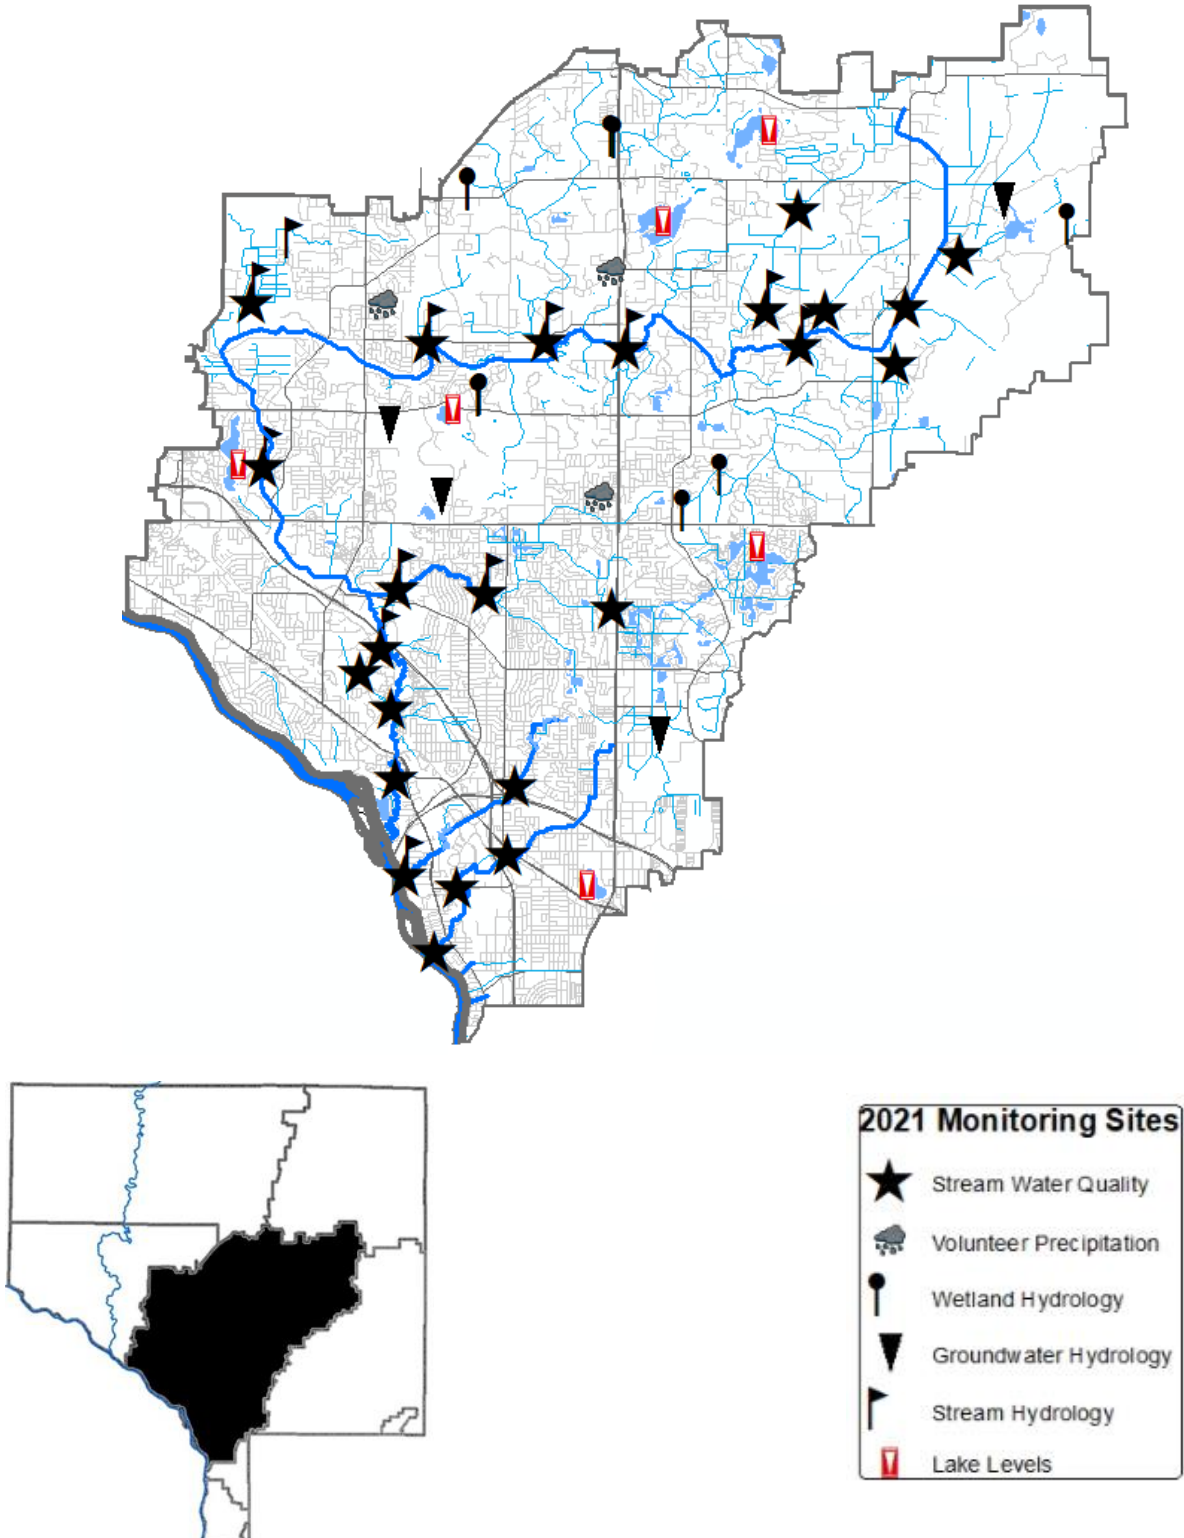 2021 Monitoring Sites
Stream Water Quality
Volunteer Precipitation
Wetland Hydrology
Groundwater Hydrology
Stream Hydrology
Lake Levels